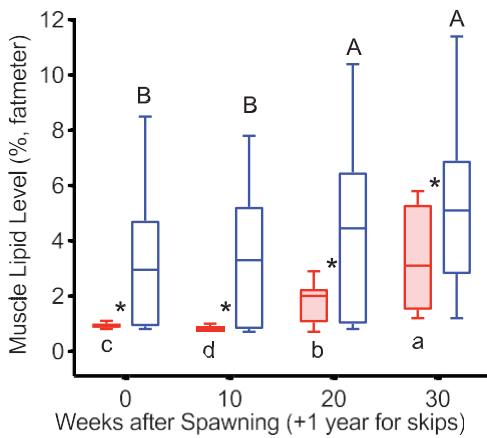 Muscle Lipid Level (%, fatmeter)
12
10
8
6
4
2
0
B
B
A
A
*
*
*
*
c
d
b
a
0
10
20
30
Weeks after Spawning (+1 year for skips)